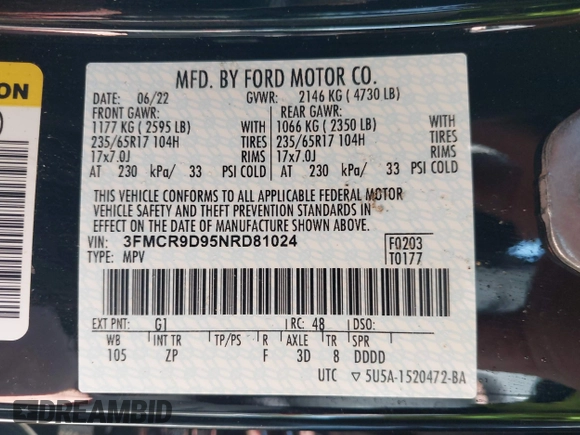 ON
MFD. BY FORD MOTOR CO.
DATE: 06/22 GVWR: 2146 KG ( 4730 LB)
FRONT GAWR: REAR GAWR:
1177 KG ( 2595 LB) WITH 1066 KG ( 2350 LB) WITH
235/65R17 104H TIRES 235/65R17 104H TIRES
17x7.0J RIMS 17x7.0J RIMS
AT 230 kPa/ 33 PSI COLD AT 230 kPa/ 33 PSI COLD
THIS VEHICLE CONFORMS TO ALL APPLICABLE FEDERAL MOTOR
VEHICLE SAFETY AND THEFT PREVENTION STANDARDS IN
EFFECT ON THE DATE OF MANUFACTURE SHOWN ABOVE.
VIN: 3FMCR9D95NRD81024 F0203
TYPE: MPV T0177
EXT PNT: G1 RC: 48 DSO:
WB INT TR TP/PS R AXLE TR SPR
105 ZP F 3D 8 DDDD
UTC ▽ 5U5A-1520472-BA
DREAMBID